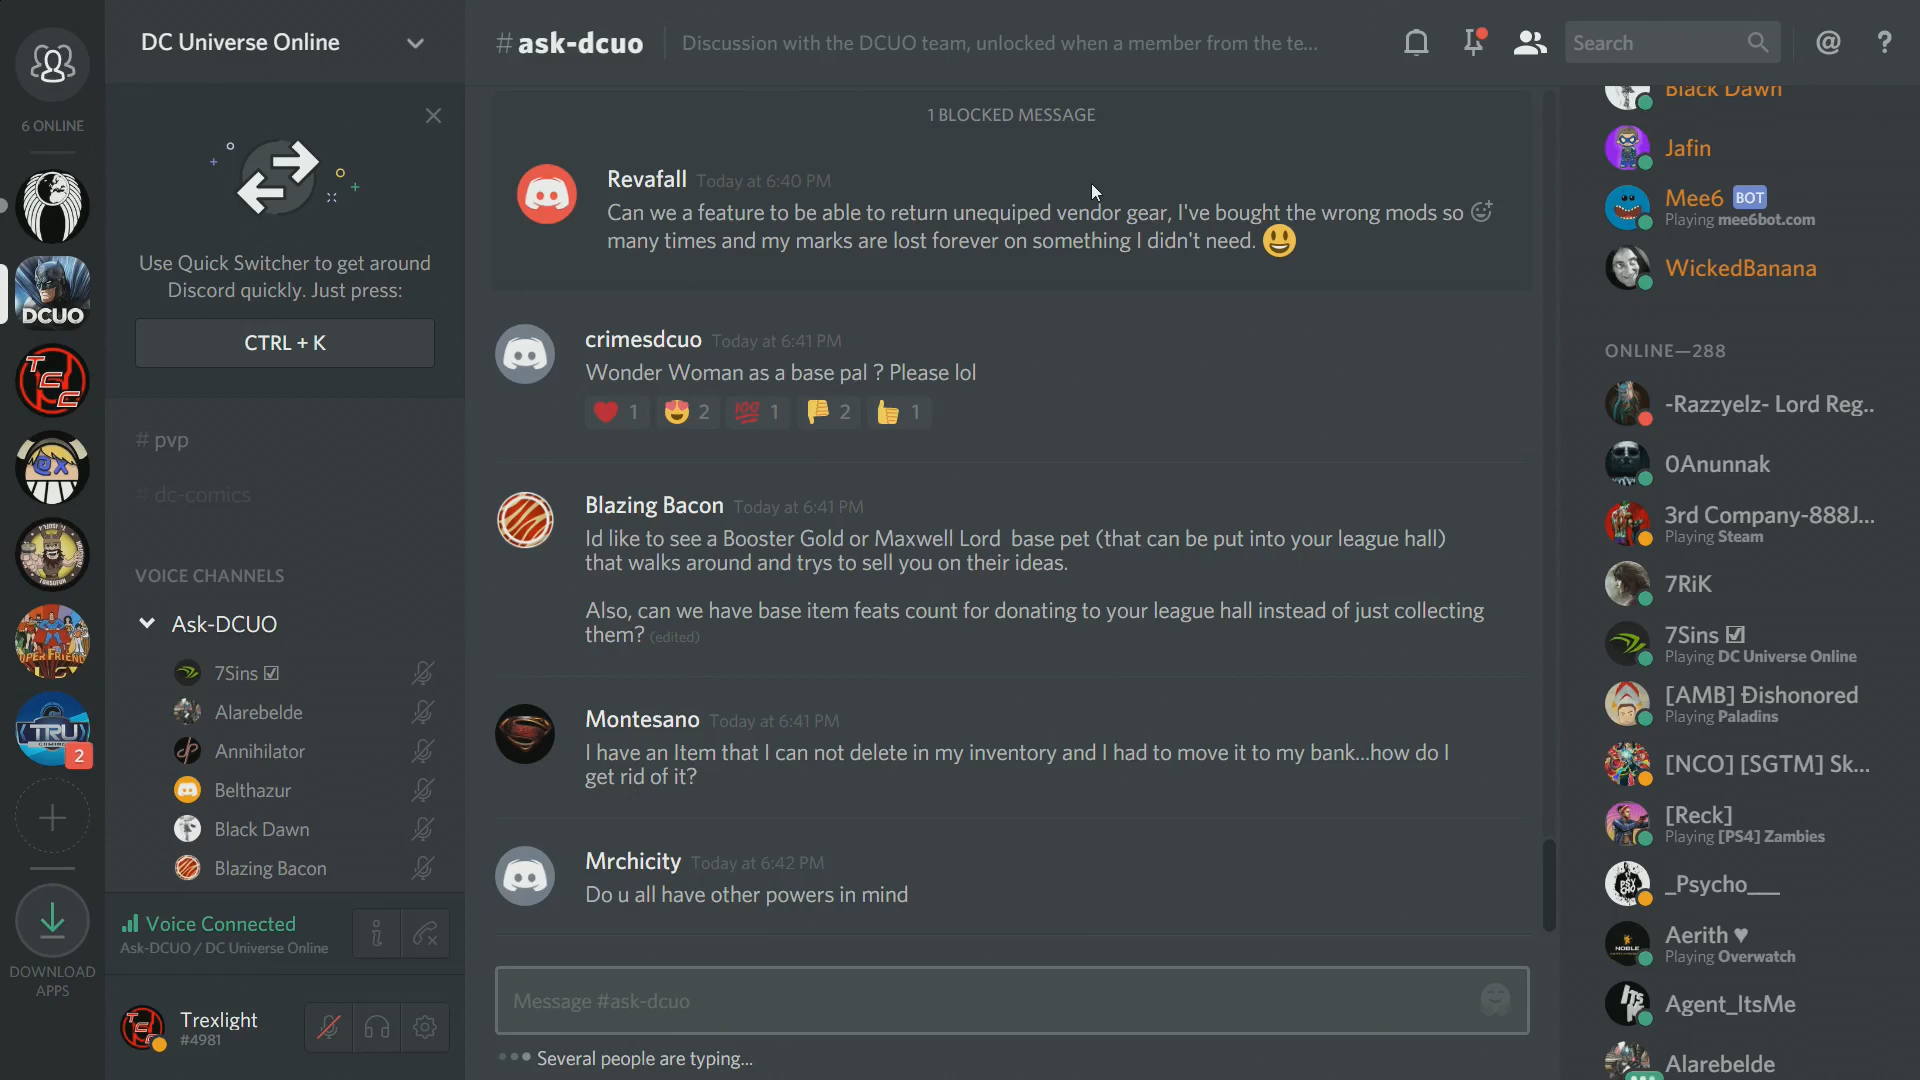 6 ONLINE
DCUO
TCC
SUPER FRIENDS
TRU
2
DOWNLOAD
APPS
DC Universe Online
Use Quick Switcher to get around
Discord quickly. Just press:
CTRL + K
# pvp
# dc-comics
VOICE CHANNELS
Ask-DCUO
7Sins ☑
Alarebelde
Annihilator
Belthazur
Black Dawn
Blazing Bacon
Voice Connected
Ask-DCUO / DC Universe Online
Trexlight
#4981
#ask-dcuo
Discussion with the DCUO team, unlocked when a member from the te...
Search
@
?
1 BLOCKED MESSAGE
Revafall Today at 6:40 PM
Can we a feature to be able to return unequiped vendor gear, I've bought the wrong mods so
many times and my marks are lost forever on something I didn't need. 😃
crimesdcuo Today at 6:41 PM
Wonder Woman as a base pal ? Please lol
❤️ 1 😍 2 💯 1 👎 2 👍 1
Blazing Bacon Today at 6:41 PM
Id like to see a Booster Gold or Maxwell Lord base pet (that can be put into your league hall)
that walks around and trys to sell you on their ideas.
Also, can we have base item feats count for donating to your league hall instead of just collecting
them? (edited)
Montesano Today at 6:41 PM
I have an Item that I can not delete in my inventory and I had to move it to my bank...how do I
get rid of it?
Mrchicity Today at 6:42 PM
Do u all have other powers in mind
Message #ask-dcuo
Several people are typing...
Black Dawn
Jafin
Mee6 BOT
Playing mee6bot.com
WickedBanana
ONLINE—288
-Razzyelz- Lord Reg..
0Anunnak
3rd Company-888J...
Playing Steam
7RiK
7Sins ☑
Playing DC Universe Online
[AMB] Ðishonored
Playing Paladins
[NCO] [SGTM] Sk...
[Reck]
Playing [PS4] Zambies
_Psycho___
Aerith ♥
Playing Overwatch
Agent_ItsMe
Alarebelde